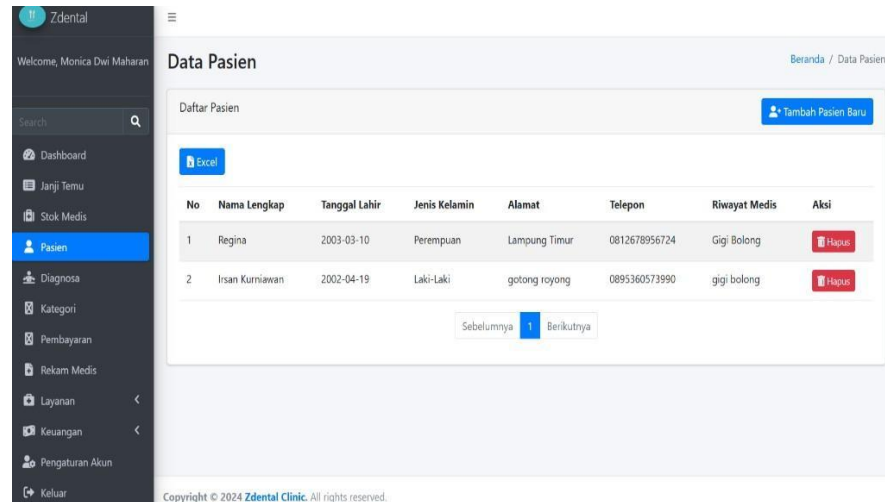 Zdental
Welcome, Monica Dwi Maharan
Search
Dashboard
Janji Temu
Stok Medis
Pasien
Diagnosa
Kategori
Pembayaran
Rekam Medis
Layanan
Keuangan
Pengaturan Akun
Keluar
Data Pasien
Beranda / Data Pasien
Daftar Pasien
Tambah Pasien Baru
Excel
No Nama Lengkap Tanggal Lahir Jenis Kelamin Alamat Telepon Riwayat Medis Aksi
1 Regina 2003-03-10 Perempuan Lampung Timur 0812678956724 Gigi Bolong Hapus
2 Irsan Kurniawan 2002-04-19 Laki-Laki gotong royong 0895360573990 gigi bolong Hapus
Sebelumnya 1 Berikutnya
Copyright © 2024 Zdental Clinic. All rights reserved.